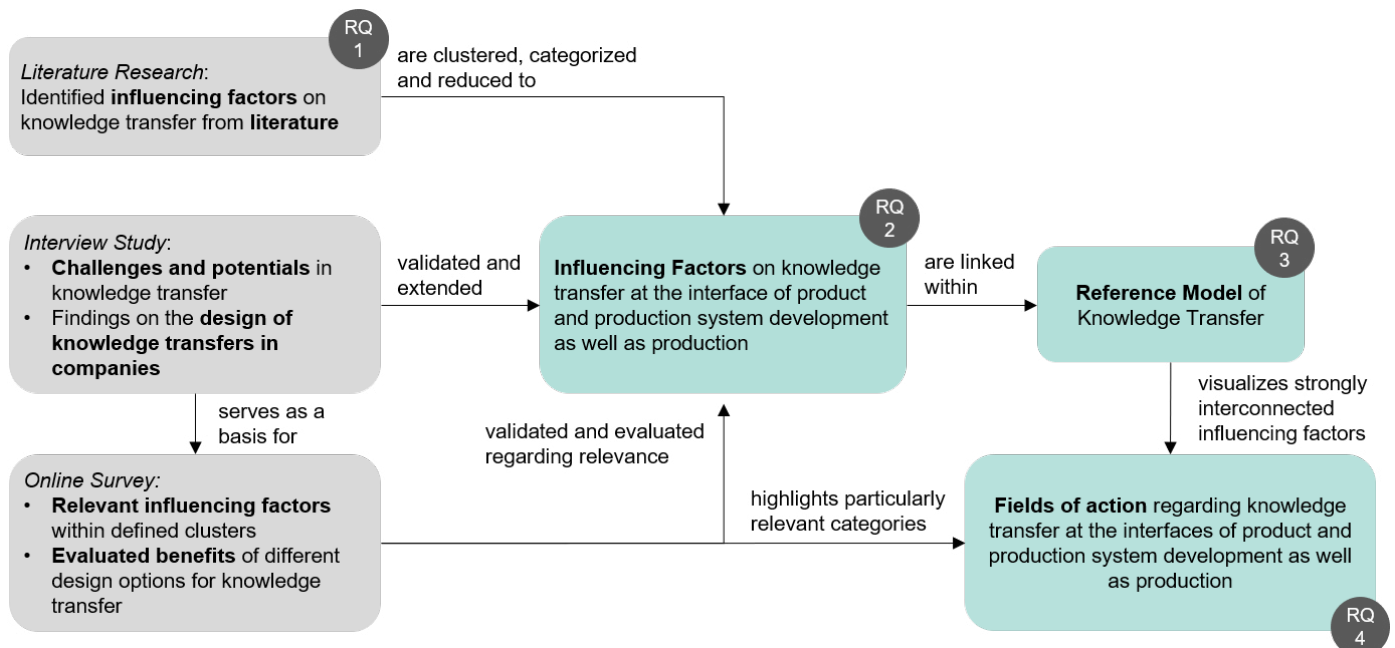 RQ
1
Literature Research:
Identified influencing factors on
knowledge transfer from literature
are clustered, categorized
and reduced to
Interview Study:
• Challenges and potentials in
knowledge transfer
• Findings on the design of
knowledge transfers in
companies
validated and
extended
RQ
2
Influencing Factors on knowledge
transfer at the interface of product
and production system development
as well as production
are linked
within
RQ
3
Reference Model of
Knowledge Transfer
serves as a
basis for
validated and evaluated
regarding relevance
visualizes strongly
interconnected
influencing factors
Online Survey:
• Relevant influencing factors
within defined clusters
• Evaluated benefits of different
design options for knowledge
transfer
highlights particularly
relevant categories
Fields of action regarding knowledge
transfer at the interfaces of product and
production system development as well
as production
RQ
4